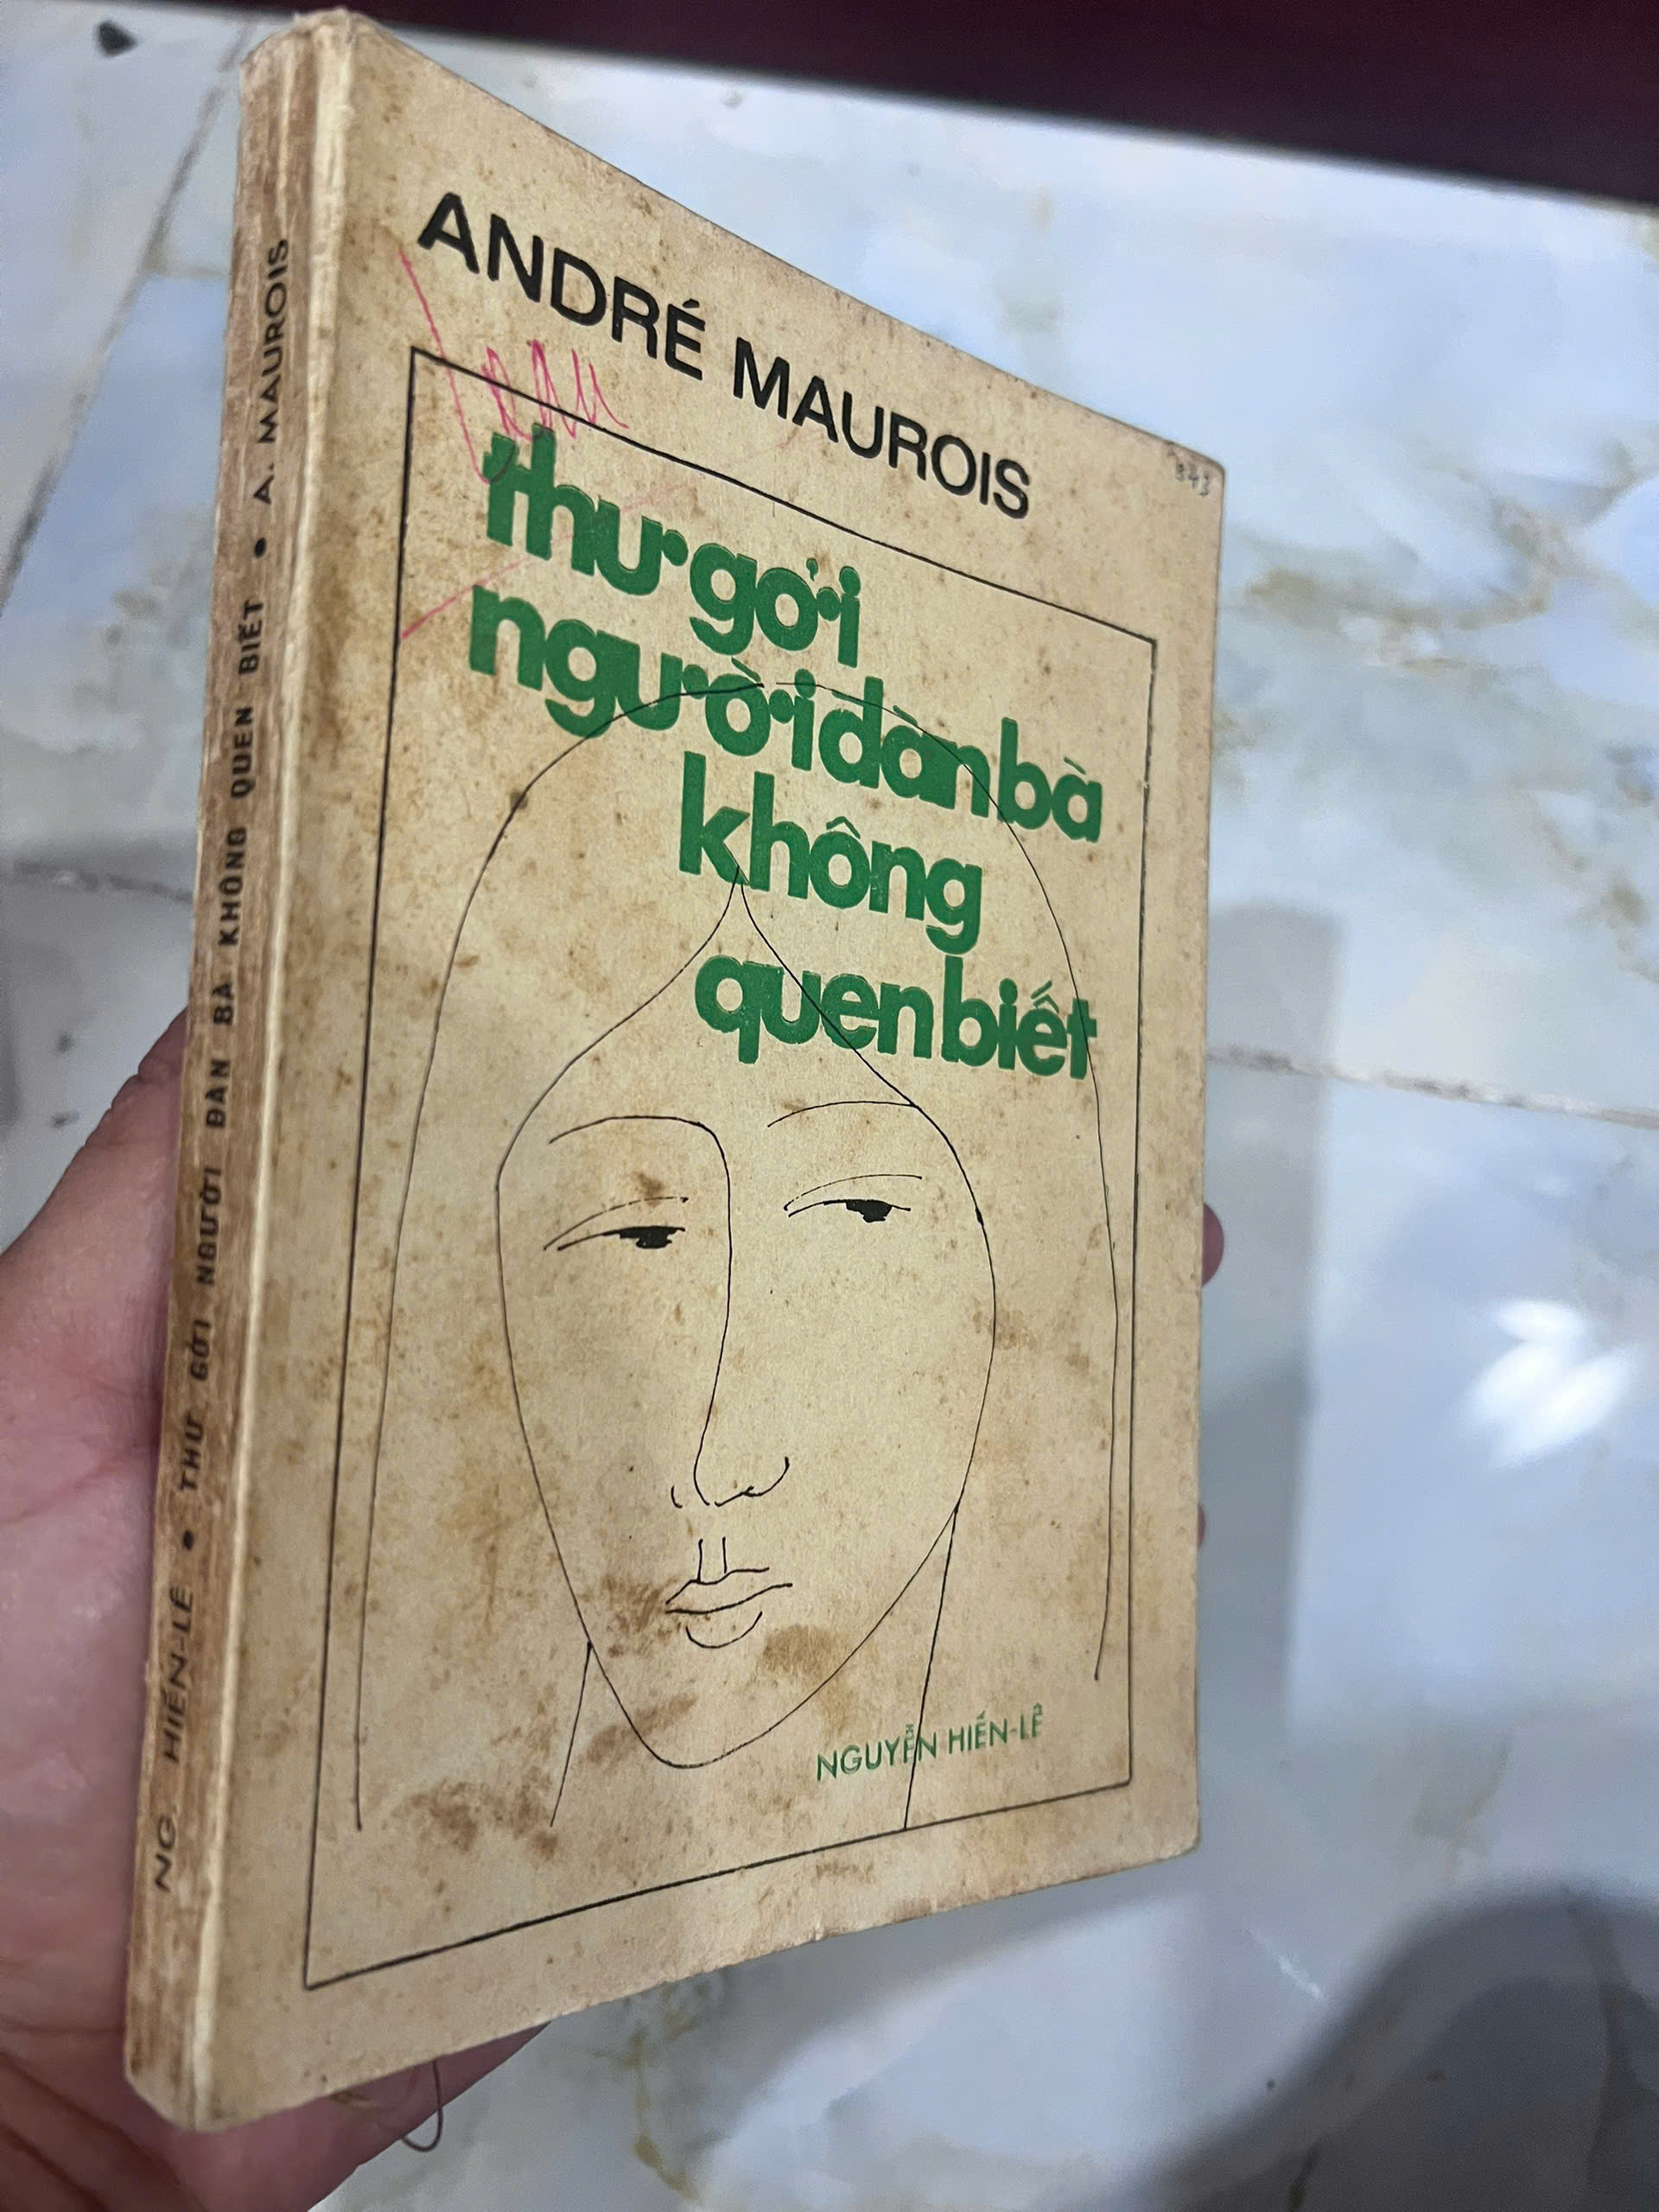 ANDRÉ MAUROIS
843
thư gởi
người đàn bà
không
quen biết
NGUYỄN HIẾN-LÊ
NG. HIẾN-LÊ • THƯ GỞI NGƯỜI ĐÀN BÀ KHÔNG QUEN BIẾT • A. MAUROIS